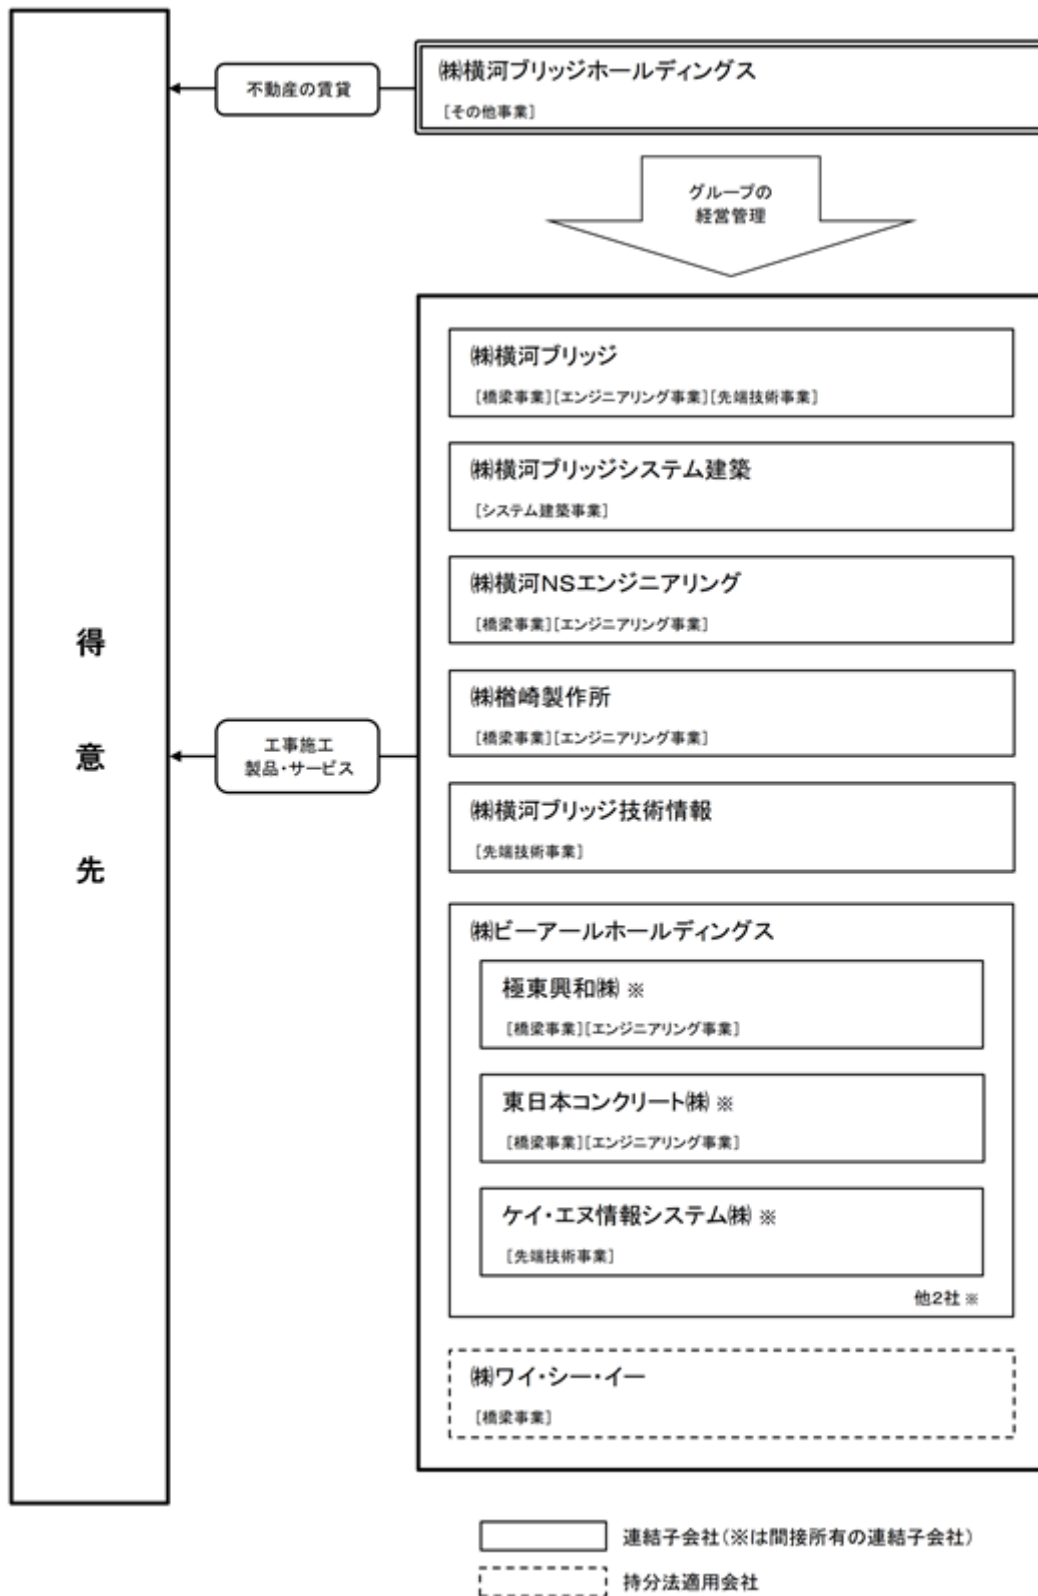 不動産の賃貸
㈱横河ブリッジホールディングス
[その他事業]
グループの
経営管理
㈱横河ブリッジ
[橋梁事業][エンジニアリング事業][先端技術事業]
㈱横河ブリッジシステム建築
[システム建築事業]
㈱横河NSエンジニアリング
[橋梁事業][エンジニアリング事業]
㈱楢崎製作所
[橋梁事業][エンジニアリング事業]
得意先
工事施工
製品・サービス
㈱横河ブリッジ技術情報
[先端技術事業]
㈱ビーアールホールディングス
極東興和㈱ ※
[橋梁事業][エンジニアリング事業]
東日本コンクリート㈱ ※
[橋梁事業][エンジニアリング事業]
ケイ・エヌ情報システム㈱ ※
[先端技術事業]
他2社 ※
㈱ワイ・シー・イー
[橋梁事業]
連結子会社(※は間接所有の連結子会社)
持分法適用会社